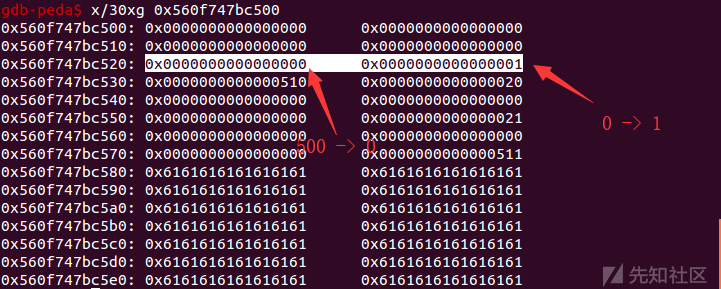 gdb-peda$ x/30xg 0x560f747bc500
0x560f747bc500: 0x0000000000000000 0x0000000000000000
0x560f747bc510: 0x0000000000000000 0x0000000000000000
0x560f747bc520: 0x0000000000000000 0x0000000000000001
0x560f747bc530: 0x0000000000000510 0x0000000000000020
0x560f747bc540: 0x0000000000000000 0x0000000000000000
0x560f747bc550: 0x0000000000000000 0x0000000000000021
0x560f747bc560: 0x0000000000000000 0x0000000000000000
0x560f747bc570: 0x0000000000000000 0x0000000000000511
0x560f747bc580: 0x6161616161616161 0x6161616161616161
0x560f747bc590: 0x6161616161616161 0x6161616161616161
0x560f747bc5a0: 0x6161616161616161 0x6161616161616161
0x560f747bc5b0: 0x6161616161616161 0x6161616161616161
0x560f747bc5c0: 0x6161616161616161 0x6161616161616161
0x560f747bc5d0: 0x6161616161616161 0x6161616161616161
0x560f747bc5e0: 0x6161616161616161 0x6161616161616161
500 -> 0
0 -> 1
先知社区